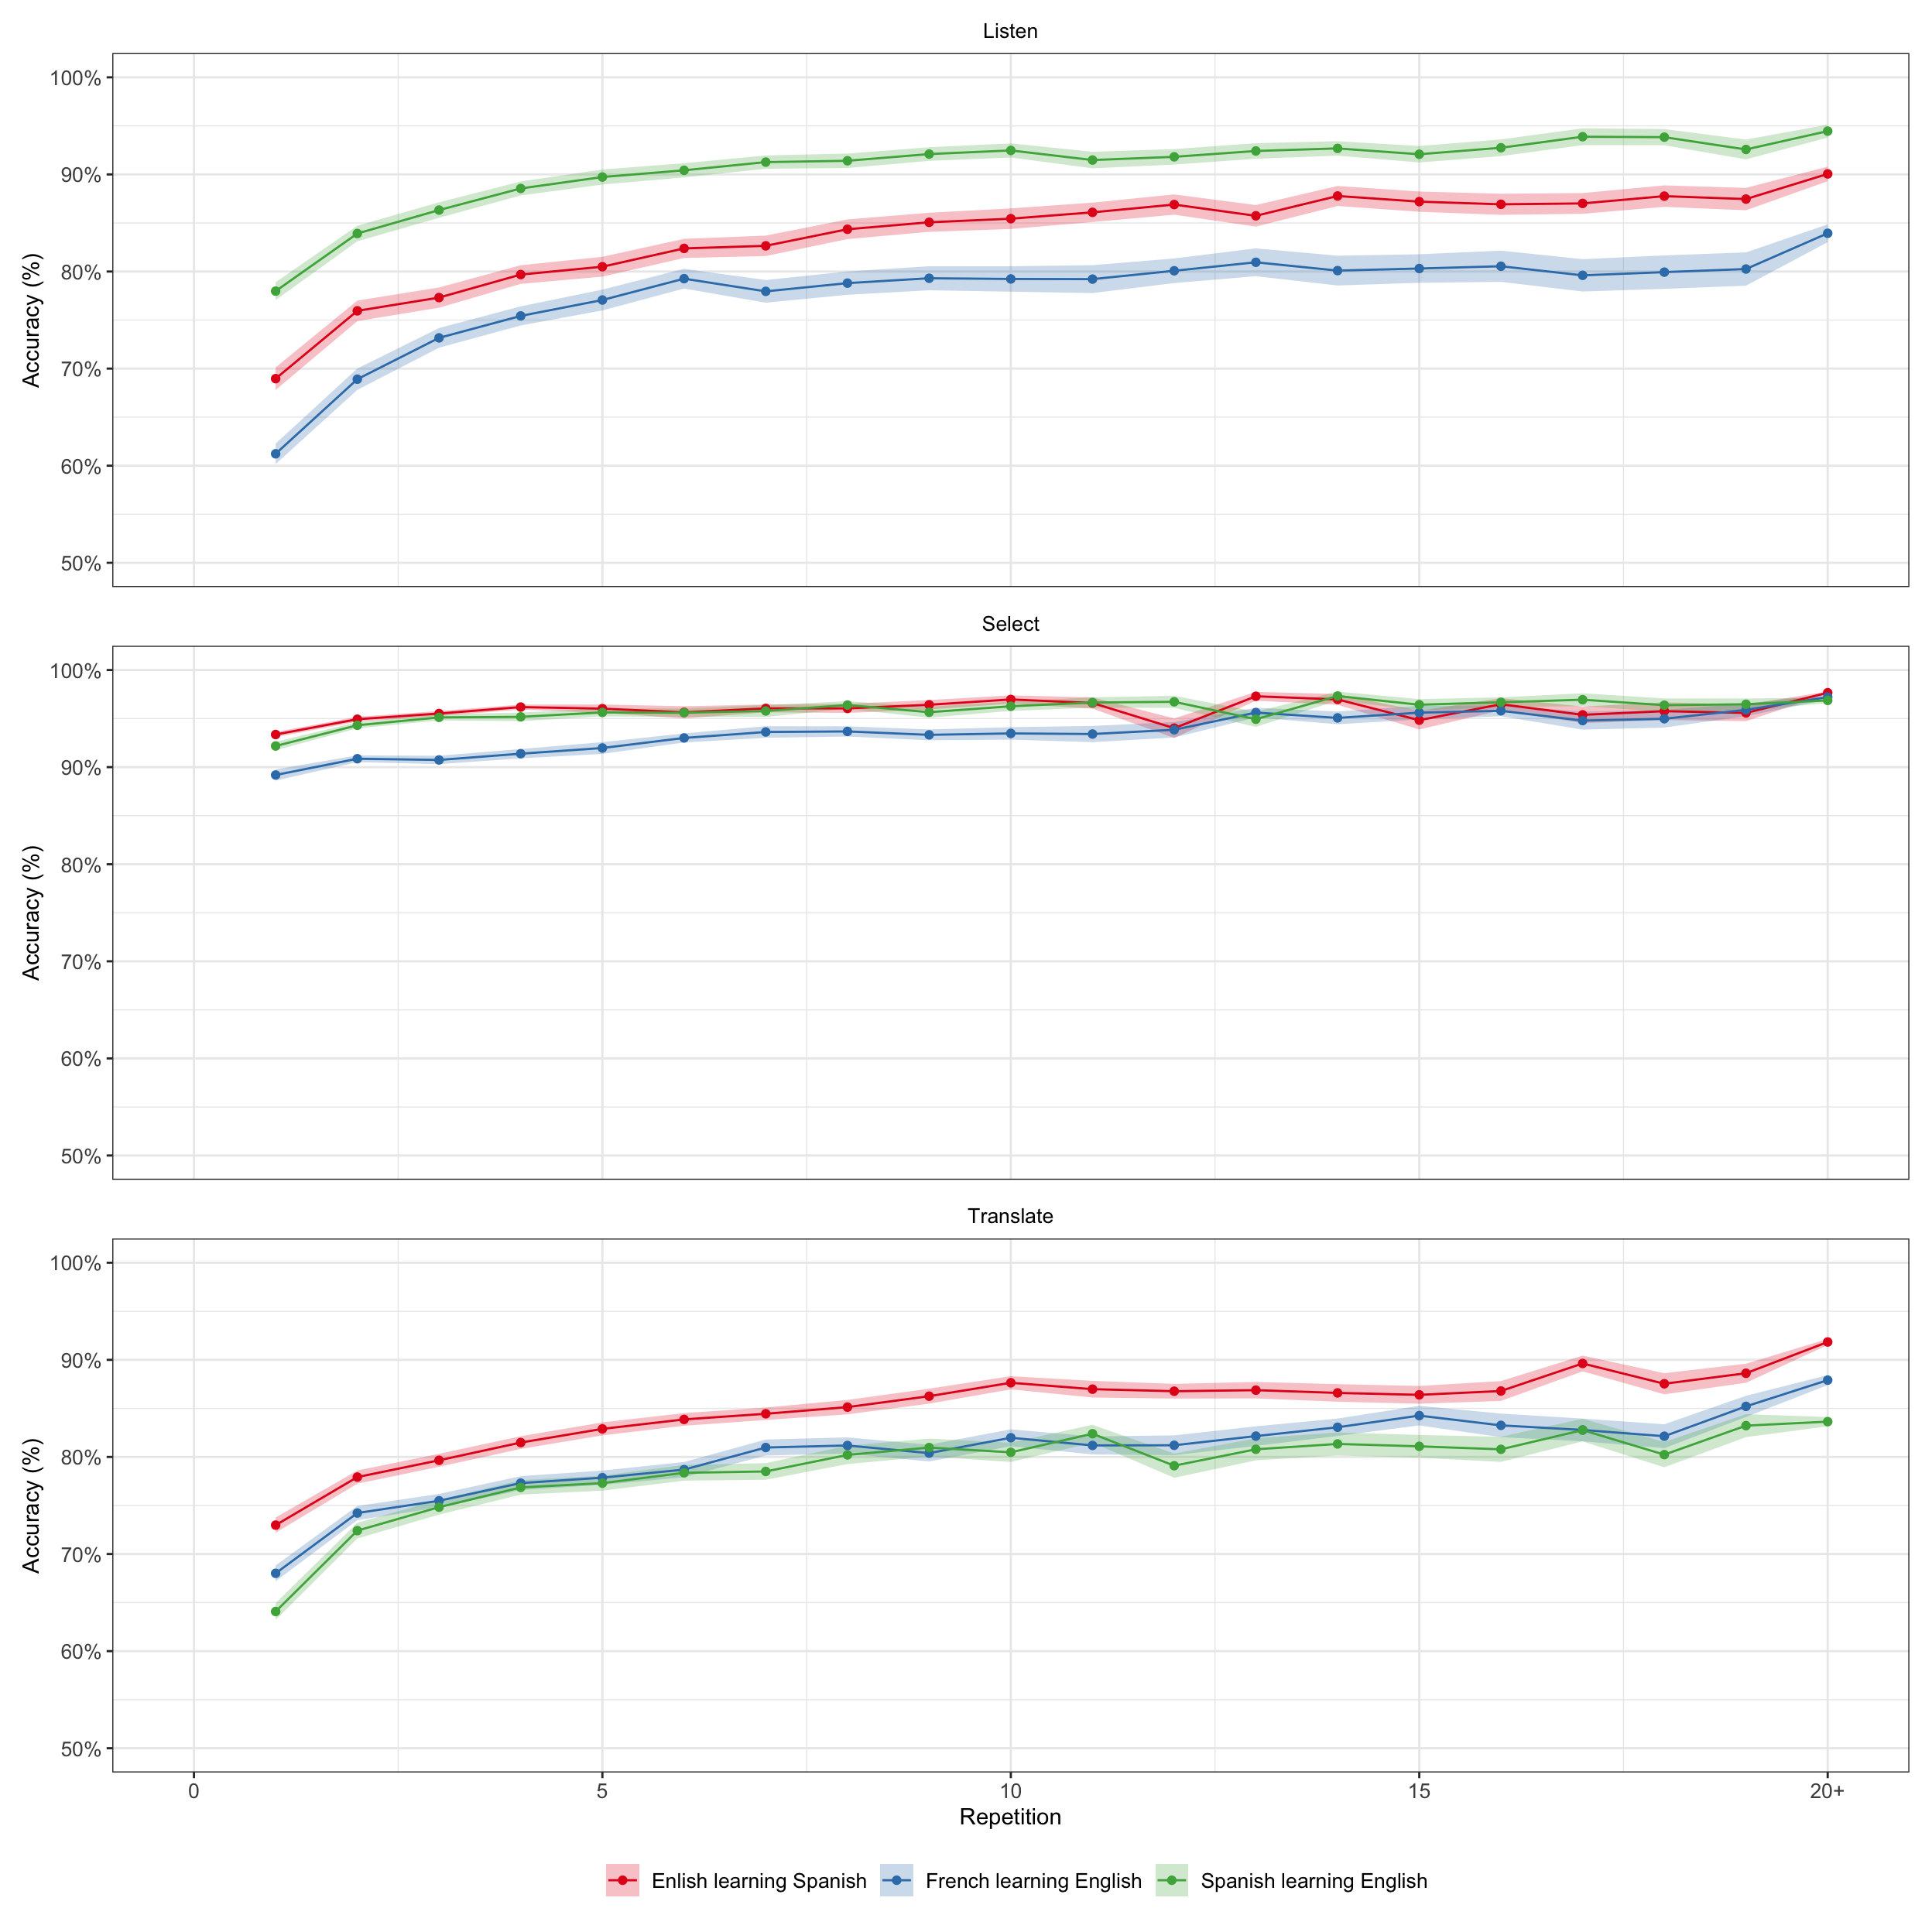 Listen
100%
90%
80%
70%
60%
50%
Accuracy (%)
Select
100%
90%
80%
70%
60%
50%
Accuracy (%)
Translate
100%
90%
80%
70%
60%
50%
Accuracy (%)
0 5 10 15 20+
Repetition
Enlish learning Spanish French learning English Spanish learning English